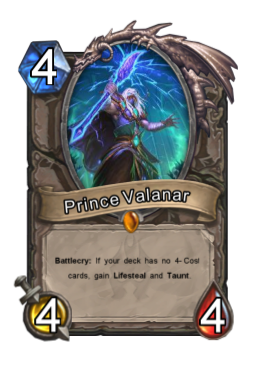 4
Prince Valanar
Battlecry: If your deck has no 4-Cost
cards, gain Lifesteal and Taunt.
4
4